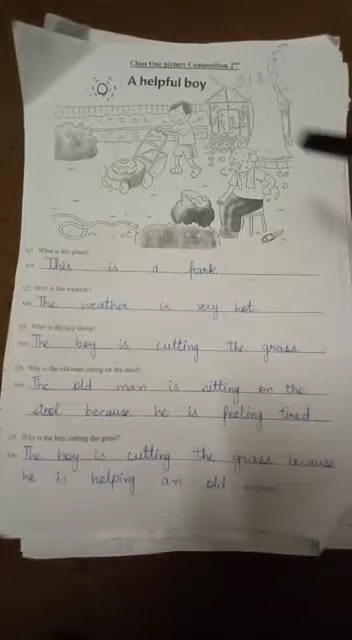 Class One picture Composition 2nd
A helpful boy
Q1. What is this place?
Ans. This is a park.
Q2. How is the weather?
Ans. The weather is very hot
Q3. What is the boy doing?
Ans. The boy is cutting the grass.
Q4. Why is the old man sitting on the stool?
Ans. The old man is sitting on the
stool because he is feeling tired
Q5. Why is the boy cutting the grass?
Ans. The boy is cutting the grass because
he is helping an old